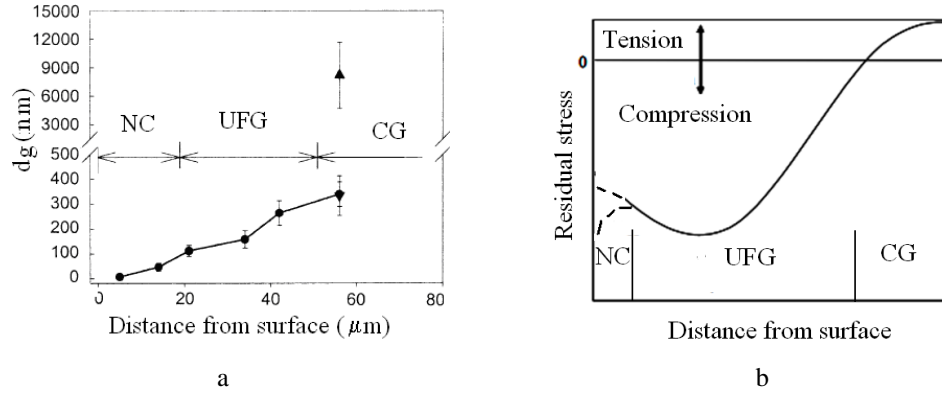 15000
12000
9000
6000
3000
500
400
300
200
100
0
dg (nm)
NC
UFG
CG
0
20
40
60
80
Distance from surface (μm)
a
Tension
0
Compression
Residual stress
NC
UFG
CG
Distance from surface
b